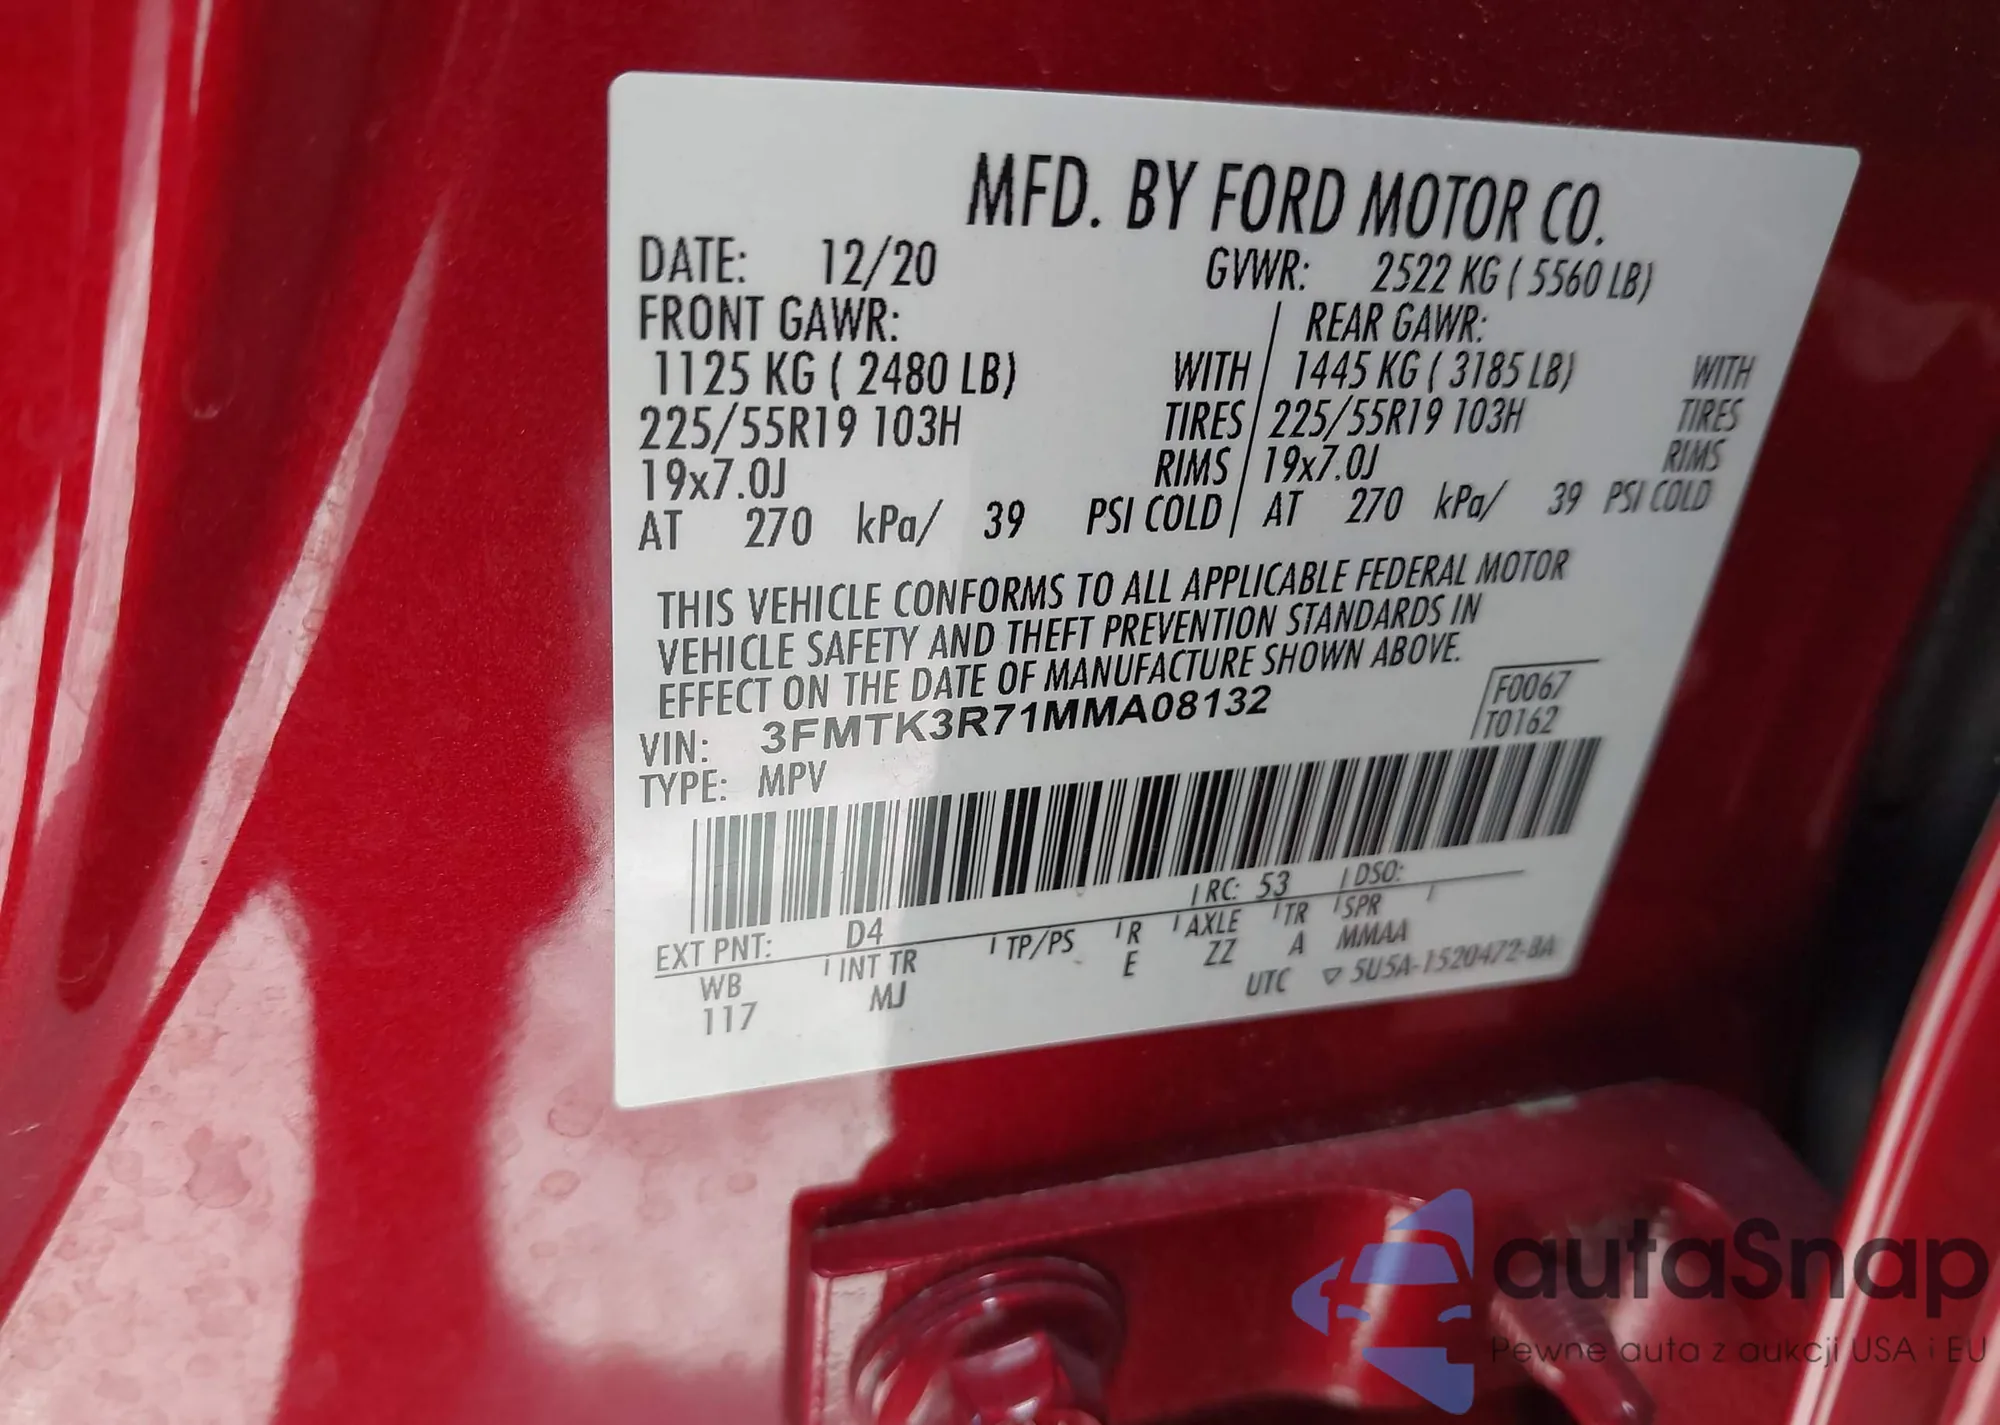 MFD. BY FORD MOTOR CO.
DATE: 12/20 GVWR: 2522 KG ( 5560 LB)
FRONT GAWR: REAR GAWR:
1125 KG ( 2480 LB) WITH 1445 KG ( 3185 LB) WITH
225/55R19 103H TIRES 225/55R19 103H TIRES
19x7.0J RIMS 19x7.0J RIMS
AT 270 kPa/ 39 PSI COLD AT 270 kPa/ 39 PSI COLD
THIS VEHICLE CONFORMS TO ALL APPLICABLE FEDERAL MOTOR
VEHICLE SAFETY AND THEFT PREVENTION STANDARDS IN
EFFECT ON THE DATE OF MANUFACTURE SHOWN ABOVE.
VIN: 3FMTK3R71MMA08132
TYPE: MPV
F0067
T0162
EXT PNT: D4 RC: 53 DSO:
WB INT TR TP/PS R AXLE TR SPR
117 MJ E ZZ A MMAA
UTC ▽ 5U5A-1520472-BA
autaSnap
Pewne auta z aukcji USA i EU